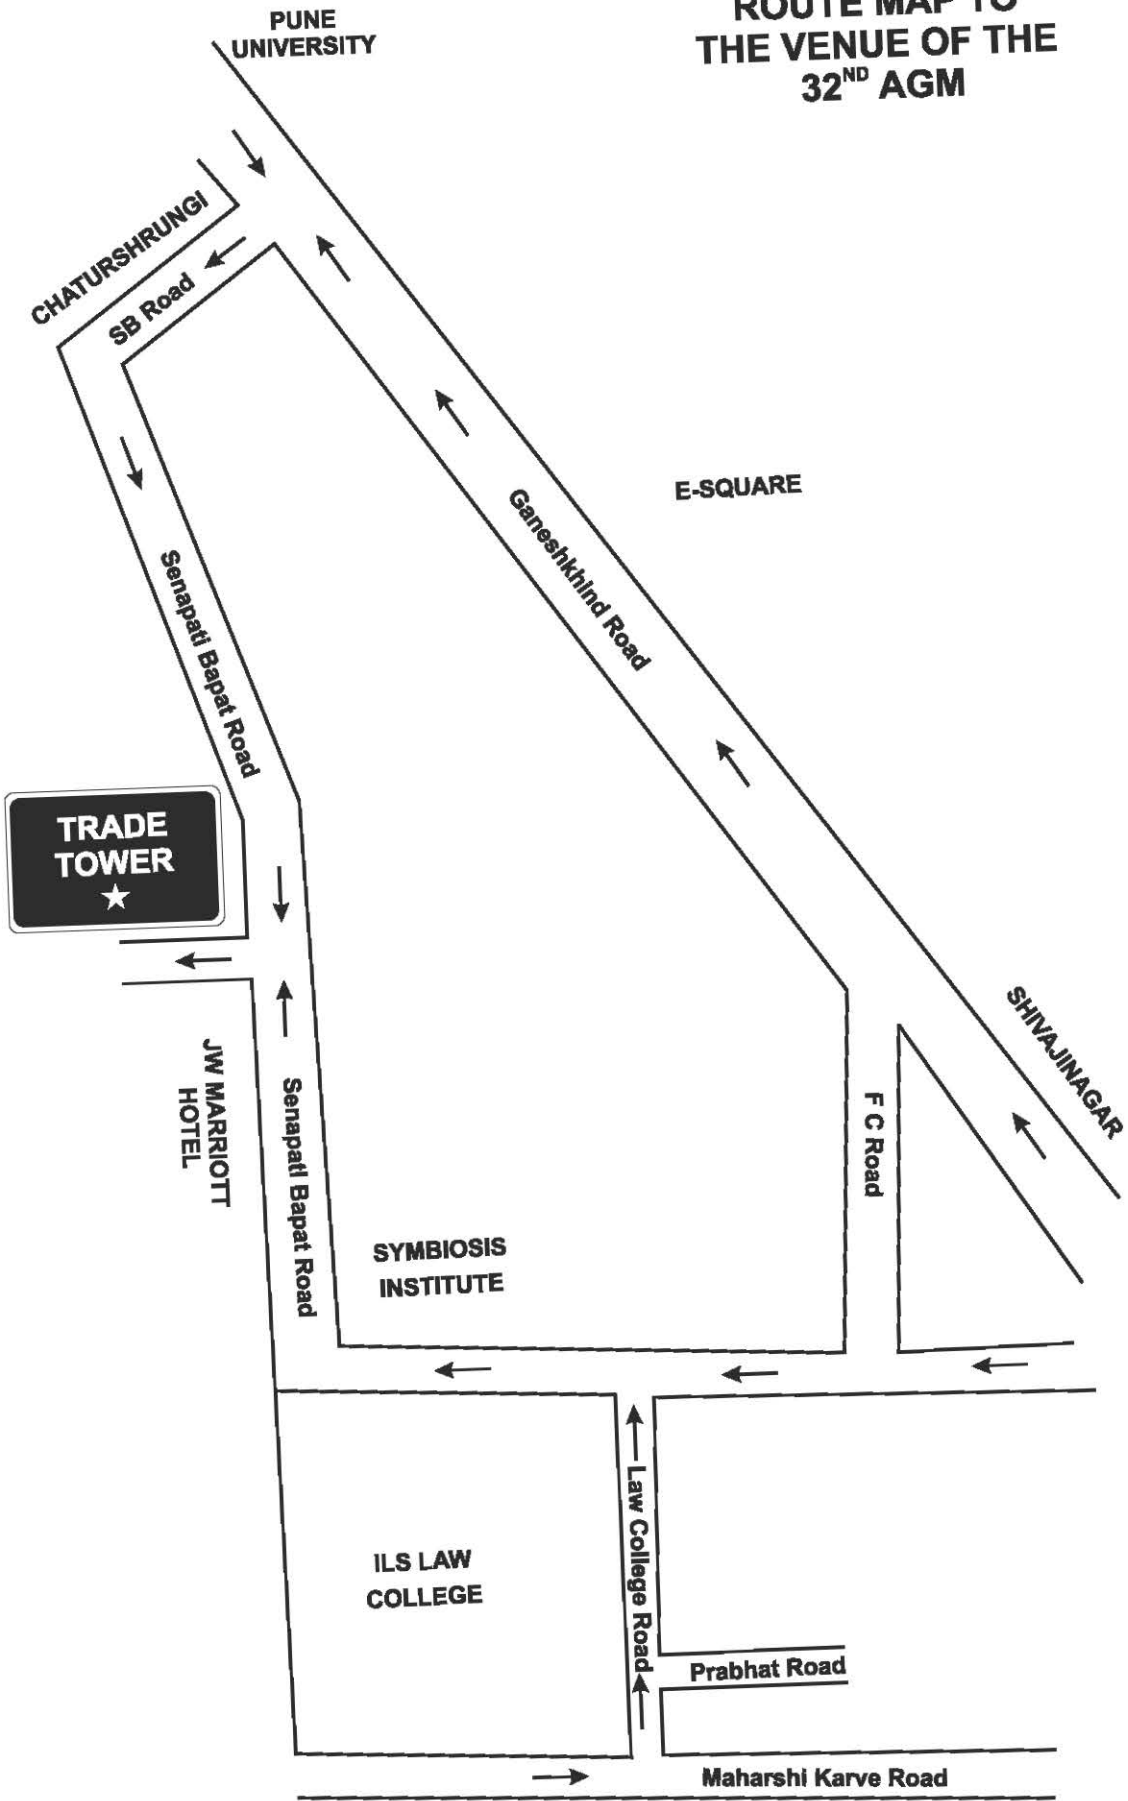 PUNE
UNIVERSITY
ROUTE MAP TO
THE VENUE OF THE
32ND AGM
CHATURSHRUNGI
SB Road
E-SQUARE
Ganeshkhind Road
Senapati Bapat Road
TRADE
TOWER
SHIVAJINAGAR
JW MARRIOTT
HOTEL
Senapati Bapat Road
F C Road
SYMBIOSIS
INSTITUTE
Law College Road
ILS LAW
COLLEGE
Prabhat Road
Maharshi Karve Road